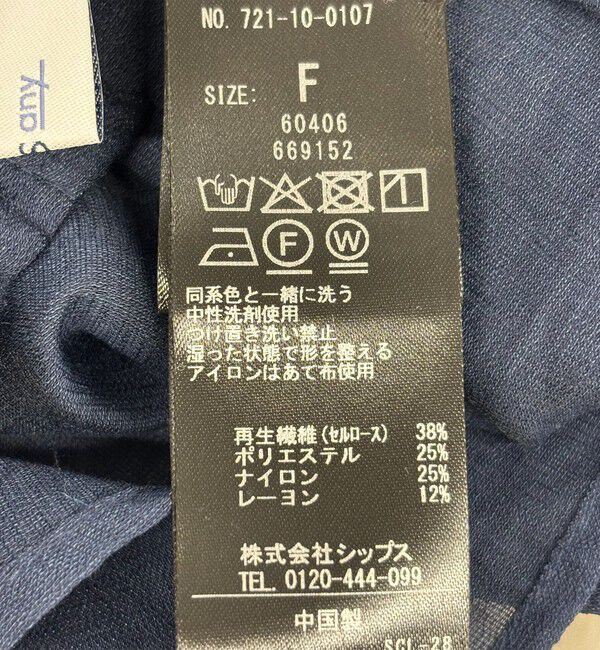 any
NO. 721-10-0107
SIZE: F
60406
669152
F W
同系色と一緒に洗う
中性洗剤使用
つけ置き洗い禁止
湿った状態で形を整える
アイロンはあて布使用
再生繊維(セルロース) 38%
ポリエステル 25%
ナイロン 25%
レーヨン 12%
株式会社シップス
TEL. 0120-444-099
中国製
SCL-28